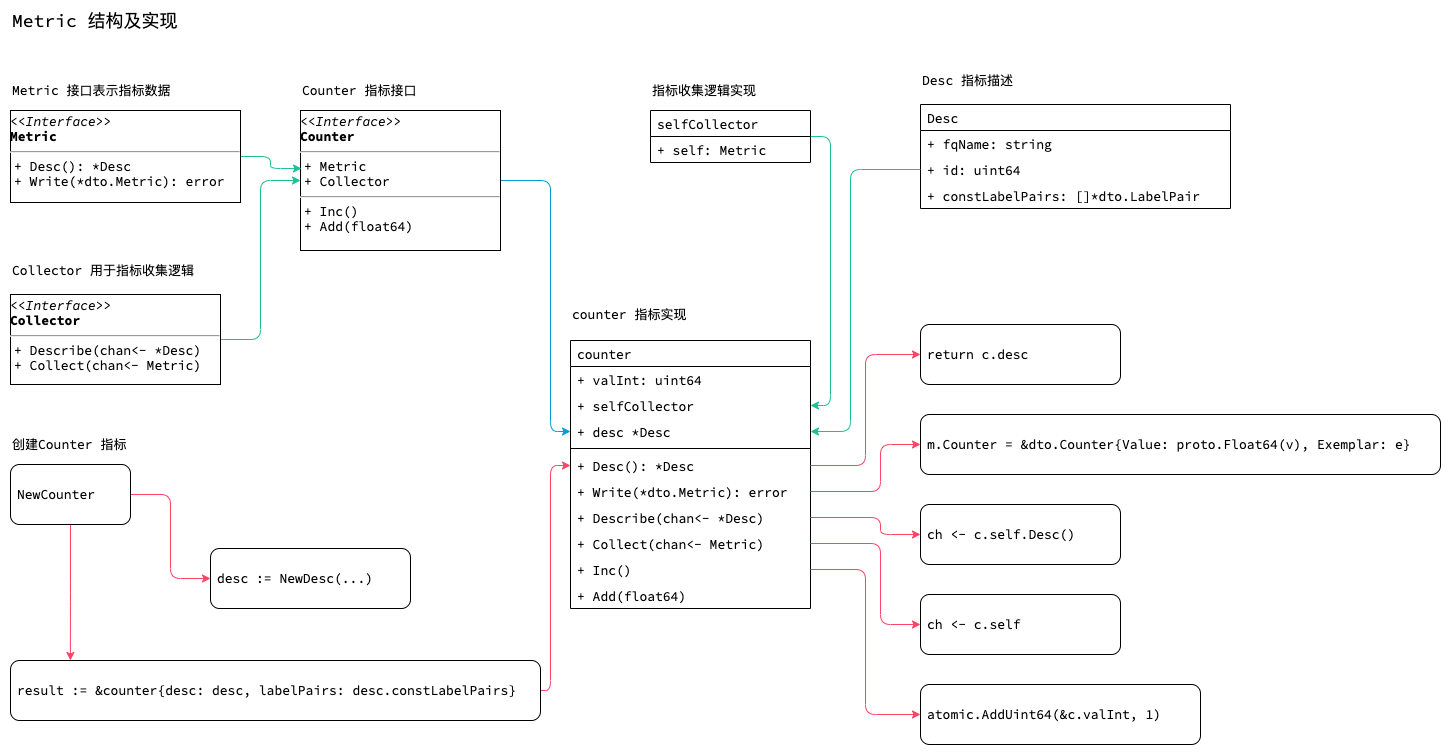 Metric 结构及实现
Metric 接口表示指标数据
<<Interface>>
Metric
+ Desc(): *Desc
+ Write(*dto.Metric): error
Counter 指标接口
<<Interface>>
Counter
+ Metric
+ Collector
+ Inc()
+ Add(float64)
指标收集逻辑实现
selfCollector
+ self: Metric
Desc 指标描述
Desc
+ fqName: string
+ id: uint64
+ constLabelPairs: []*dto.LabelPair
Collector 用于指标收集逻辑
<<Interface>>
Collector
+ Describe(chan<- *Desc)
+ Collect(chan<- Metric)
counter 指标实现
counter
+ valInt: uint64
+ selfCollector
+ desc *Desc
+ Desc(): *Desc
+ Write(*dto.Metric): error
+ Describe(chan<- *Desc)
+ Collect(chan<- Metric)
+ Inc()
+ Add(float64)
return c.desc
m.Counter = &dto.Counter{Value: proto.Float64(v), Exemplar: e}
ch <- c.self.Desc()
ch <- c.self
atomic.AddUint64(&c.valInt, 1)
创建Counter 指标
NewCounter
desc := NewDesc(...)
result := &counter{desc: desc, labelPairs: desc.constLabelPairs}